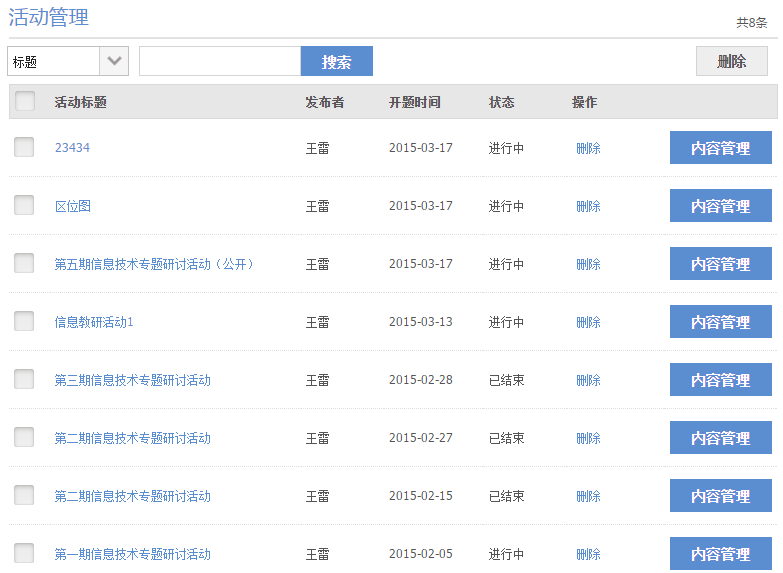 活动管理
共8条
标题 搜索 删除
活动标题 发布者 开题时间 状态 操作
23434 王雷 2015-03-17 进行中 删除 内容管理
区位图 王雷 2015-03-17 进行中 删除 内容管理
第五期信息技术专题研讨活动（公开） 王雷 2015-03-17 进行中 删除 内容管理
信息教研活动1 王雷 2015-03-13 进行中 删除 内容管理
第三期信息技术专题研讨活动 王雷 2015-02-28 已结束 删除 内容管理
第二期信息技术专题研讨活动 王雷 2015-02-27 已结束 删除 内容管理
第二期信息技术专题研讨活动 王雷 2015-02-15 已结束 删除 内容管理
第一期信息技术专题研讨活动 王雷 2015-02-05 进行中 删除 内容管理